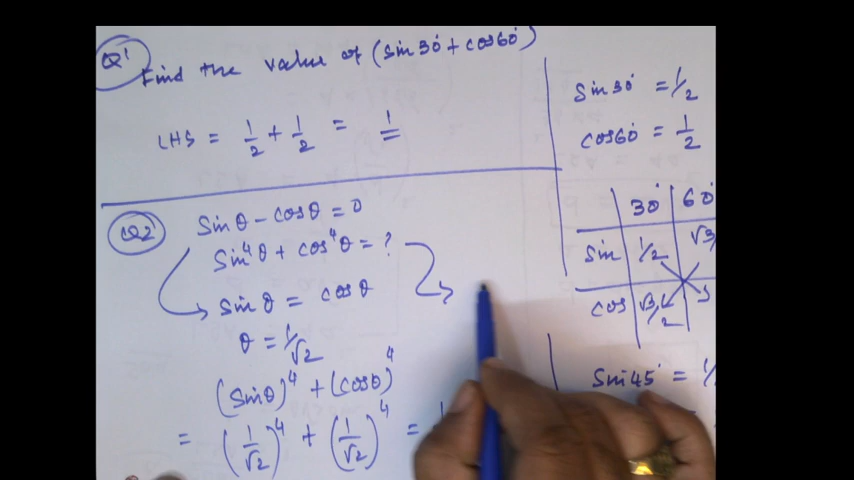 Q1
Find the value of (sin 30° + cos 60°)
LHS = 1/2 + 1/2 = 1
sin 30° = 1/2
cos 60° = 1/2
30° 60°
sin 1/2 √3/
cos √3/2
Q2 sin θ - cos θ = 0
sin⁴θ + cos⁴θ = ?
sin θ = cos θ
θ = 1/√2
(sin θ)⁴ + (cos θ)⁴
= (1/√2)⁴ + (1/√2)⁴ =
sin 45° = 1/